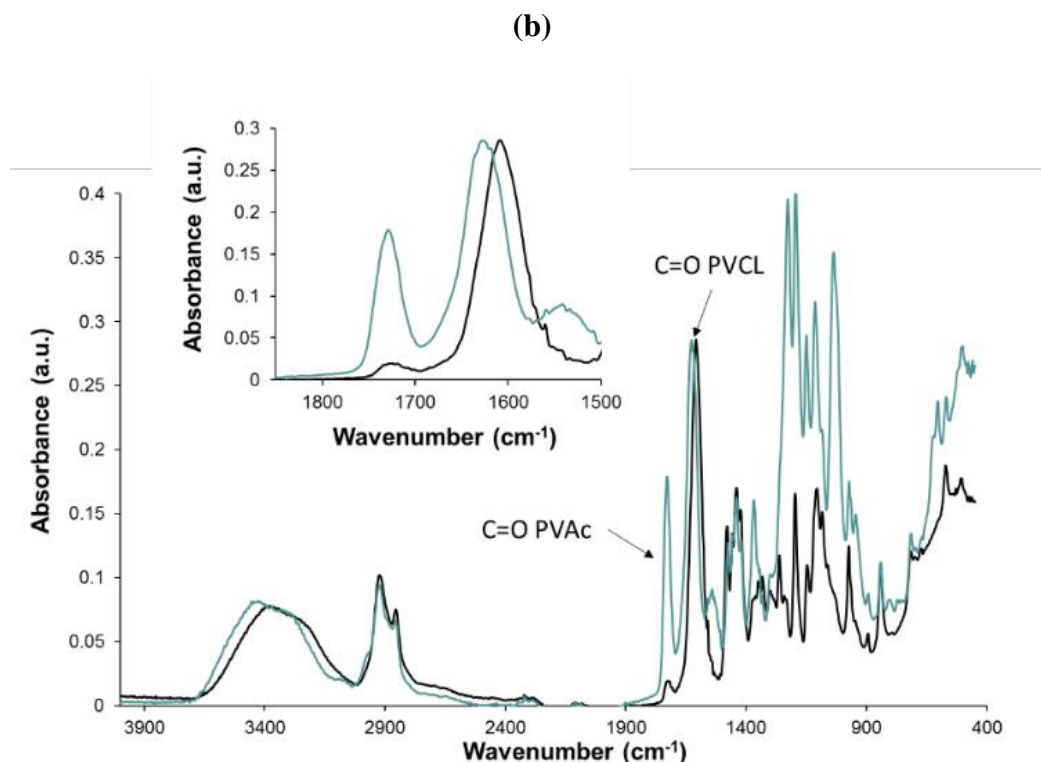 (b)
0.3
0.25
0.2
0.15
0.1
0.05
0
Absorbance (a.u.)
1800 1700 1600 1500
Wavenumber (cm-1)
0.4
0.35
0.3
0.25
0.2
0.15
0.1
0.05
0
Absorbance (a.u.)
C=O PVCL
C=O PVAc
3900 3400 2900 2400 1900 1400 900 400
Wavenumber (cm-1)